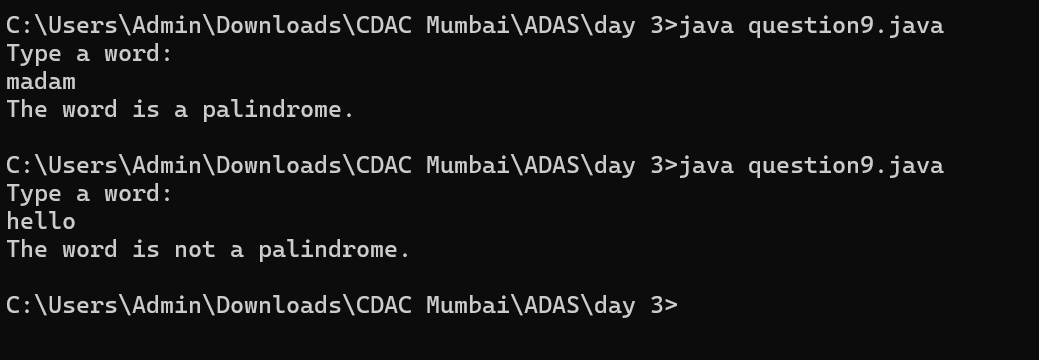 C:\Users\Admin\Downloads\CDAC Mumbai\ADAS\day 3>java question9.java
Type a word:
madam
The word is a palindrome.
C:\Users\Admin\Downloads\CDAC Mumbai\ADAS\day 3>java question9.java
Type a word:
hello
The word is not a palindrome.
C:\Users\Admin\Downloads\CDAC Mumbai\ADAS\day 3>